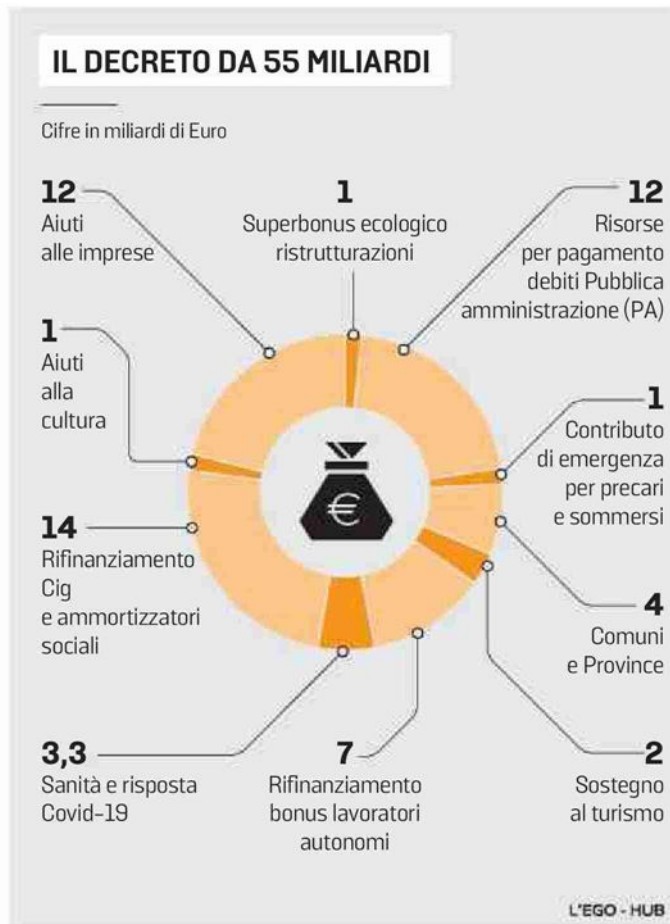 IL DECRETO DA 55 MILIARDI
Cifre in miliardi di Euro
12
Aiuti
alle imprese
1
Superbonus ecologico
ristrutturazioni
12
Risorse
per pagamento
debiti Pubblica
amministrazione (PA)
1
Aiuti
alla
cultura
1
Contributo
di emergenza
per precari
e sommersi
€
14
Rifinanziamento
Cig
e ammortizzatori
sociali
4
Comuni
e Province
3,3
Sanità e risposta
Covid-19
7
Rifinanziamento
bonus lavoratori
autonomi
2
Sostegno
al turismo
L'EGO - HUB